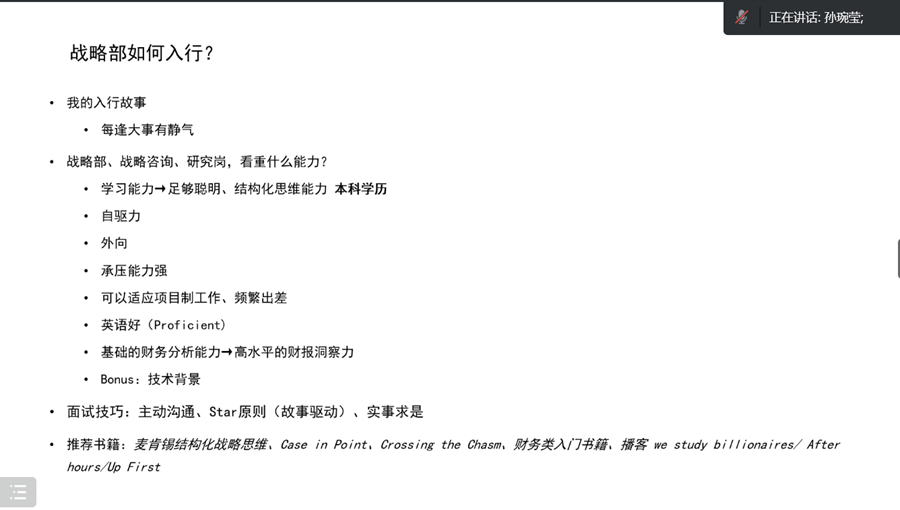 正在讲话: 孙琬莹;
战略部如何入行?
• 我的入行故事
• 每逢大事有静气
• 战略部、战略咨询、研究岗，看重什么能力?
• 学习能力→足够聪明、结构化思维能力 本科学历
• 自驱力
• 外向
• 承压能力强
• 可以适应项目制工作、频繁出差
• 英语好（Proficient）
• 基础的财务分析能力→高水平的财报洞察力
• Bonus：技术背景
• 面试技巧：主动沟通、Star原则（故事驱动）、实事求是
• 推荐书籍：麦肯锡结构化战略思维、Case in Point、Crossing the Chasm、财务类入门书籍、播客 we study billionaires/ After
hours/Up First